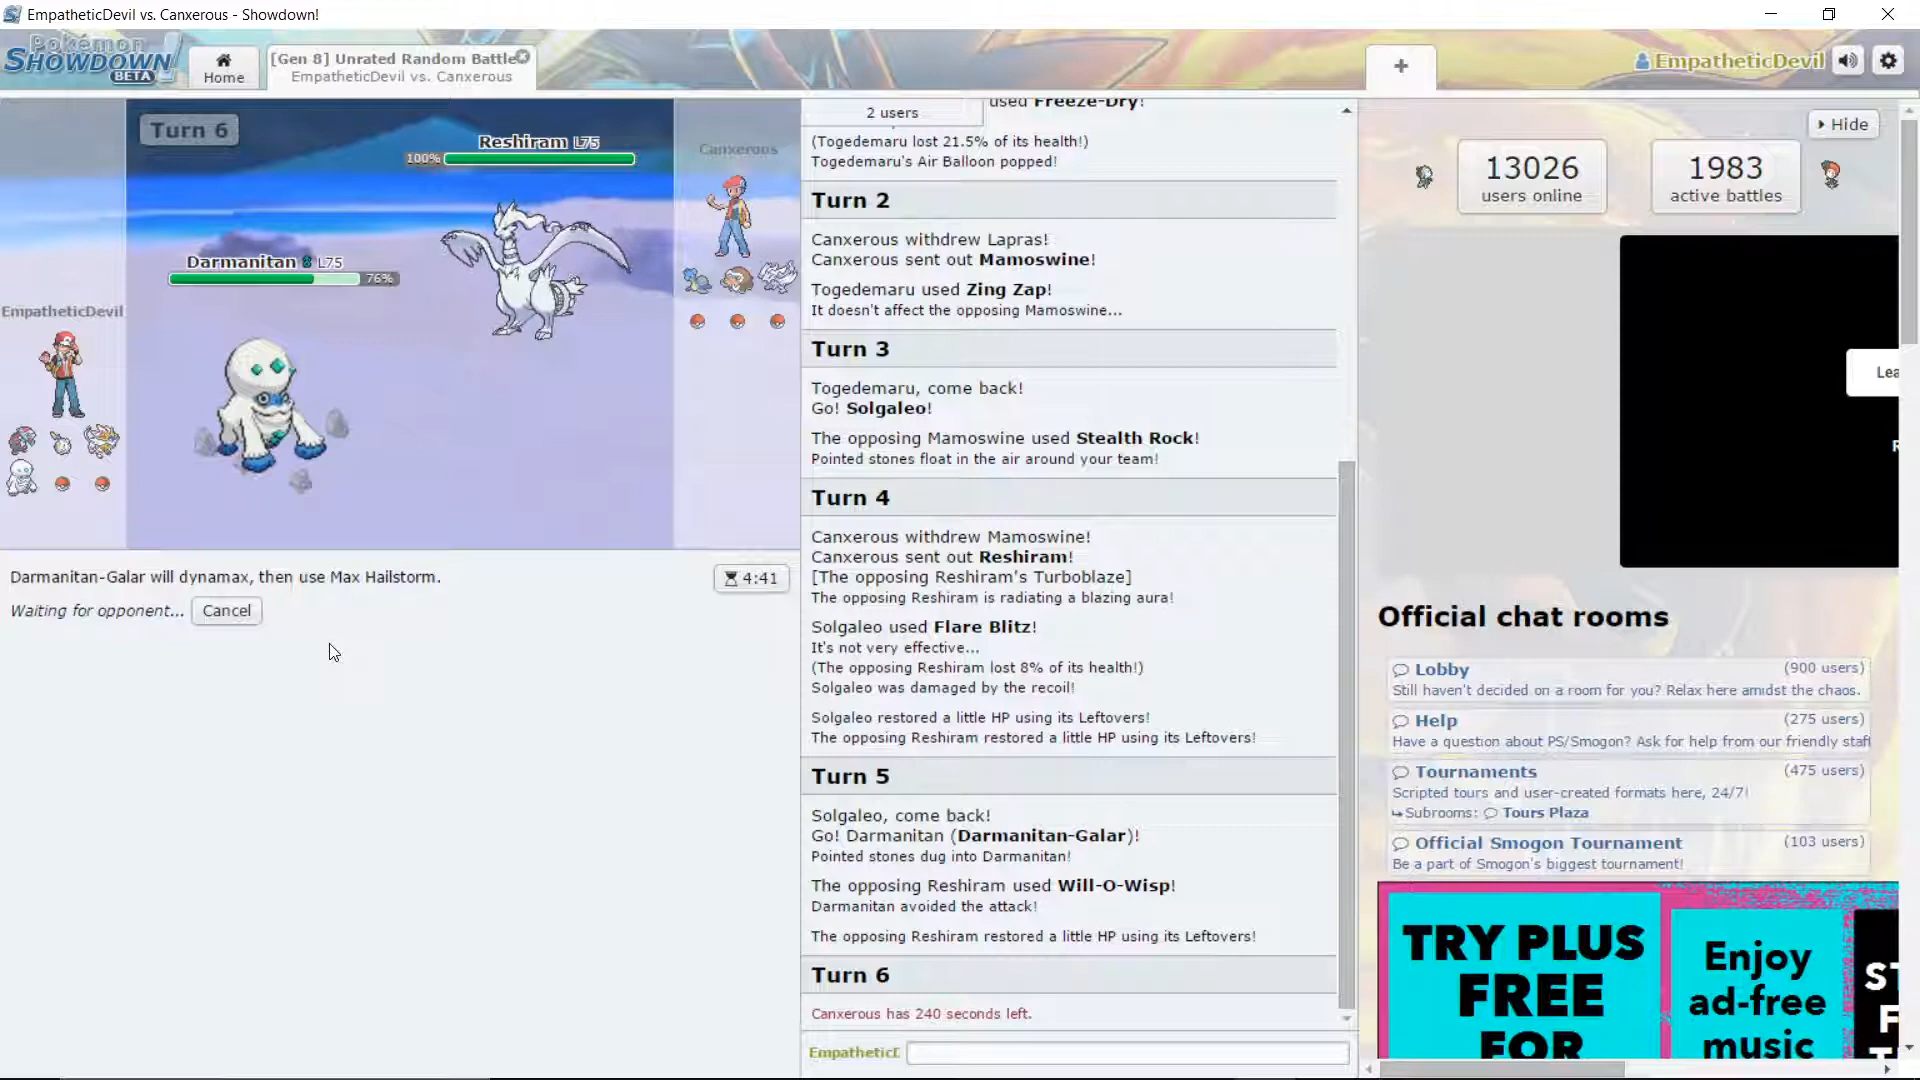 EmpatheticDevil vs. Canxerous - Showdown!
Pokémon
SHOWDOWN
BETA
Home
[Gen 8] Unrated Random Battle
EmpatheticDevil vs. Canxerous
+
EmpatheticDevil
Turn 6
Reshiram L75
100%
Darmanitan L75
76%
EmpatheticDevil
Canxerous
Darmanitan-Galar will dynamax, then use Max Hailstorm.
4:41
Waiting for opponent...
Cancel
2 users
used Freeze-Dry!
(Togedemaru lost 21.5% of its health!)
Togedemaru's Air Balloon popped!
Turn 2
Canxerous withdrew Lapras!
Canxerous sent out Mamoswine!
Togedemaru used Zing Zap!
It doesn't affect the opposing Mamoswine...
Turn 3
Togedemaru, come back!
Go! Solgaleo!
The opposing Mamoswine used Stealth Rock!
Pointed stones float in the air around your team!
Turn 4
Canxerous withdrew Mamoswine!
Canxerous sent out Reshiram!
[The opposing Reshiram's Turboblaze]
The opposing Reshiram is radiating a blazing aura!
Solgaleo used Flare Blitz!
It's not very effective...
(The opposing Reshiram lost 8% of its health!)
Solgaleo was damaged by the recoil!
Solgaleo restored a little HP using its Leftovers!
The opposing Reshiram restored a little HP using its Leftovers!
Turn 5
Solgaleo, come back!
Go! Darmanitan (Darmanitan-Galar)!
Pointed stones dug into Darmanitan!
The opposing Reshiram used Will-O-Wisp!
Darmanitan avoided the attack!
The opposing Reshiram restored a little HP using its Leftovers!
Turn 6
Canxerous has 240 seconds left.
Hide
13026
users online
1983
active battles
Lea
R
Official chat rooms
Lobby
(900 users)
Still haven't decided on a room for you? Relax here amidst the chaos.
Help
(275 users)
Have a question about PS/Smogon? Ask for help from our friendly staff
Tournaments
(475 users)
Scripted tours and user-created formats here, 24/7!
Subrooms: Tours Plaza
Official Smogon Tournament
(103 users)
Be a part of Smogon's biggest tournament!
TRY PLUS
FREE
FOR
Enjoy
ad-free
music
ST
F